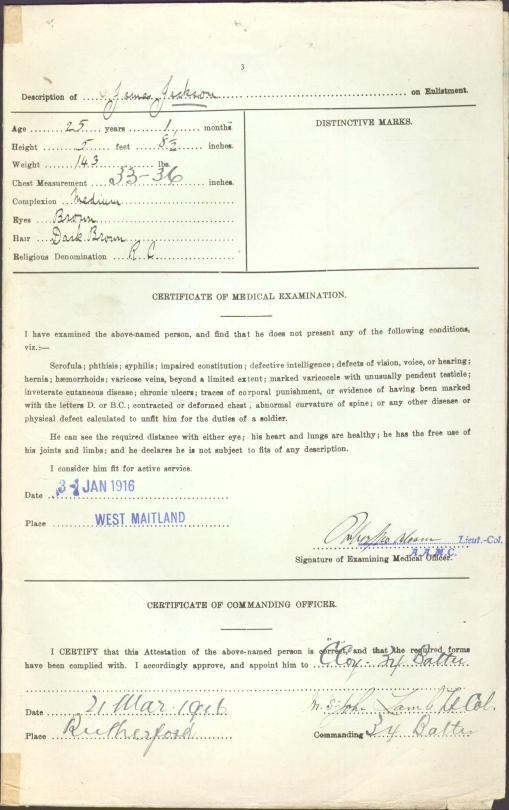 3
Description of James Jackson on Enlistment.
Age 25 years 1 months
Height 5 feet 8½ inches.
Weight 143 lbs.
Chest Measurement 33-36 inches.
Complexion Medium
Eyes Brown
Hair Dark Brown
Religious Denomination R.C.
DISTINCTIVE MARKS.
CERTIFICATE OF MEDICAL EXAMINATION.
I have examined the above-named person, and find that he does not present any of the following conditions,
viz.:—
Scrofula; phthisis; syphilis; impaired constitution; defective intelligence; defects of vision, voice, or hearing;
hernia; hæmorrhoids; varicose veins, beyond a limited extent; marked varicocele with unusually pendent testicle;
inveterate cutaneous disease; chronic ulcers; traces of corporal punishment, or evidence of having been marked
with the letters D. or B.C.; contracted or deformed chest; abnormal curvature of spine; or any other disease or
physical defect calculated to unfit him for the duties of a soldier.
He can see the required distance with either eye; his heart and lungs are healthy; he has the free use of
his joints and limbs; and he declares he is not subject to fits of any description.
I consider him fit for active service.
Date JAN 1916
Place WEST MAITLAND
Lieut.-Col.
A.A.M.C.
Signature of Examining Medical Officer.
CERTIFICATE OF COMMANDING OFFICER.
I CERTIFY that this Attestation of the above-named person is correct, and that the required forms
have been complied with. I accordingly approve, and appoint him to 34 Battn
Date 21 Mar 1916
Lamb Lt Col.
Place Rutherford
Commanding 34 Battn